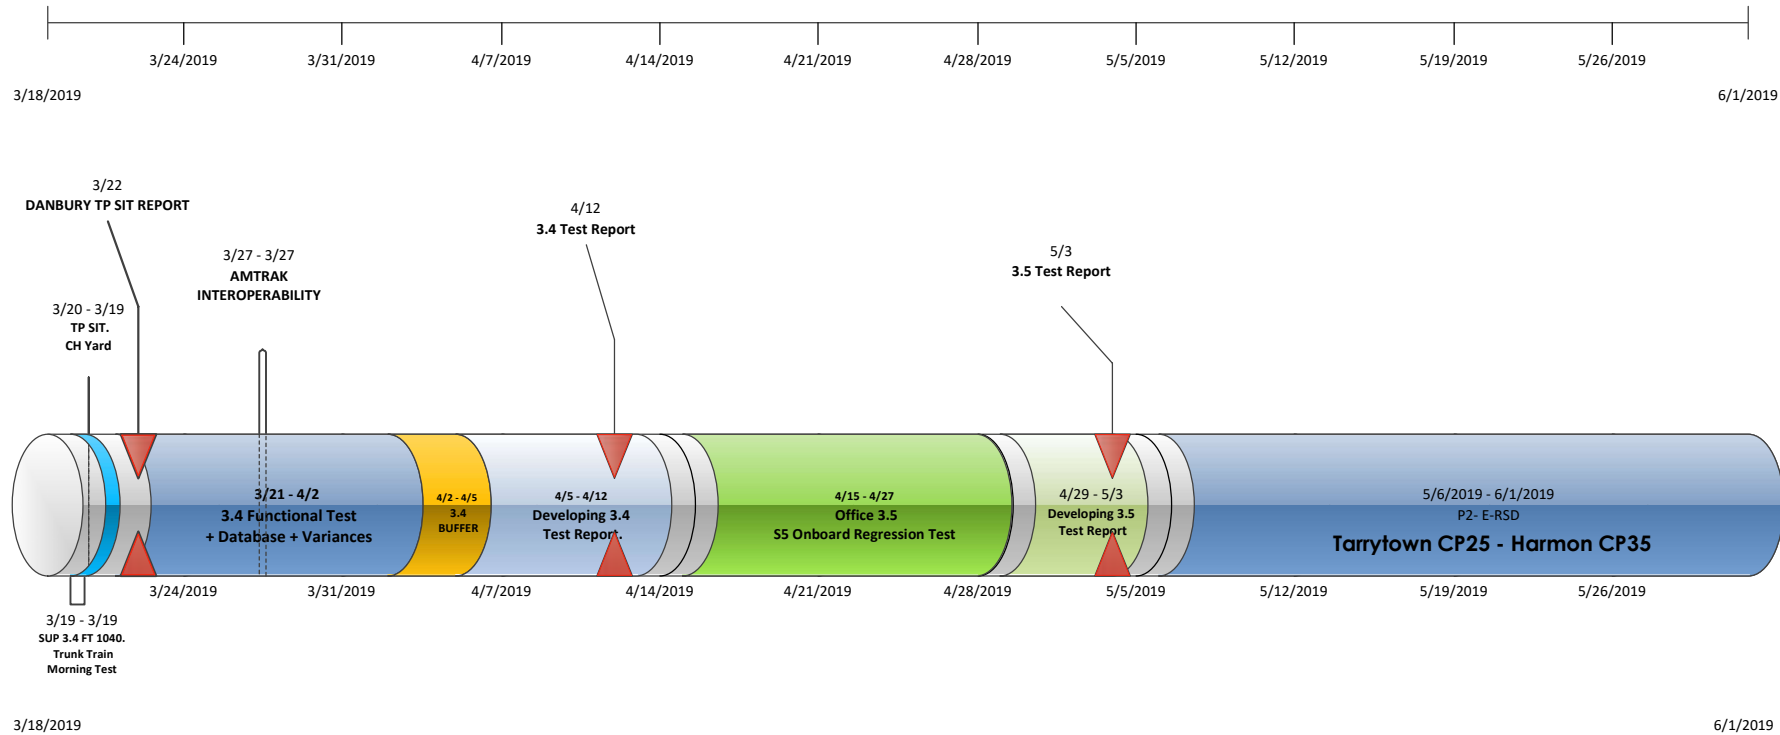 3/24/2019
3/31/2019
4/7/2019
4/14/2019
4/21/2019
4/28/2019
5/5/2019
5/12/2019
5/19/2019
5/26/2019
3/18/2019
6/1/2019
3/22
DANBURY TP SIT REPORT
3/27 - 3/27
AMTRAK
INTEROPERABILITY
4/12
3.4 Test Report
5/3
3.5 Test Report
3/20 - 3/19
TP SIT.
CH Yard
3/21 - 4/2
3.4 Functional Test
+ Database + Variances
4/2 - 4/5
3.4
BUFFER
4/5 - 4/12
Developing 3.4
Test Report.
4/15 - 4/27
Office 3.5
S5 Onboard Regression Test
4/29 - 5/3
Developing 3.5
Test Report
5/6/2019 - 6/1/2019
P2- E-RSD
Tarrytown CP25 - Harmon CP35
3/24/2019
3/31/2019
4/7/2019
4/14/2019
4/21/2019
4/28/2019
5/5/2019
5/12/2019
5/19/2019
5/26/2019
3/19 - 3/19
SUP 3.4 FT 1040.
Trunk Train
Morning Test
3/18/2019
6/1/2019